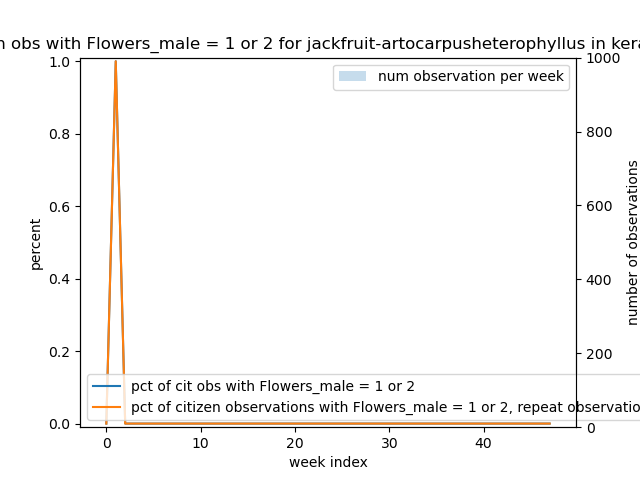 obs with Flowers_male = 1 or 2 for jackfruit-artocarpusheterophyllus in
num observation per week
1.0
0.8
0.6
0.4
0.2
0.0
percent
1000
800
600
400
200
0
number of observations
pct of cit obs with Flowers_male = 1 or 2
pct of citizen observations with Flowers_male = 1 or 2, repeat
0
10
20
30
40
week index